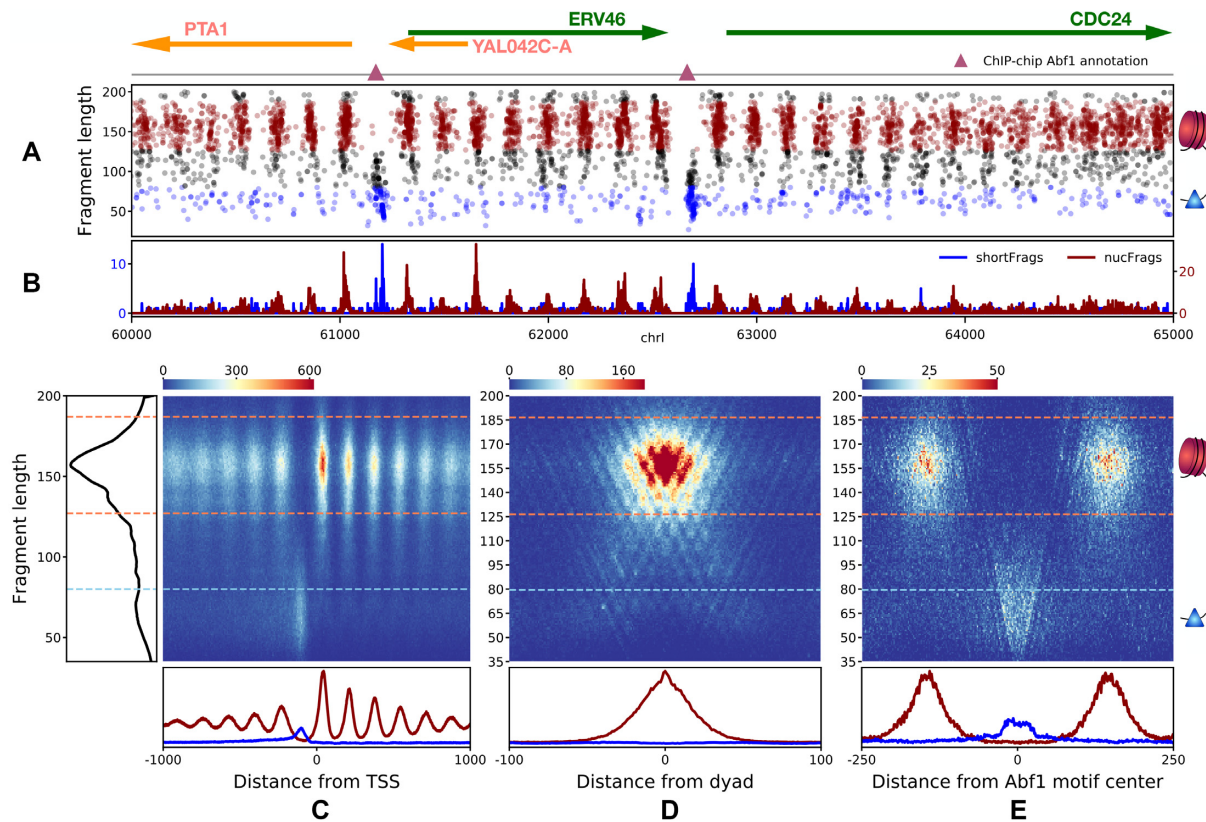 PTA1
ERV46
CDC24
YAL042C-A
ChIP-chip Abf1 annotation
A
Fragment length
200
150
100
50
B
10
0
shortFrags
nucFrags
20
0
60000 61000 62000 chrI 63000 64000 65000
0 300 600
0 80 160
0 25 50
Fragment length
200
150
100
50
200
185
170
155
140
125
110
95
80
65
50
35
200
185
170
155
140
125
110
95
80
65
50
35
-1000 0 1000
-100 0 100
-250 0 250
Distance from TSS
Distance from dyad
Distance from Abf1 motif center
C
D
E